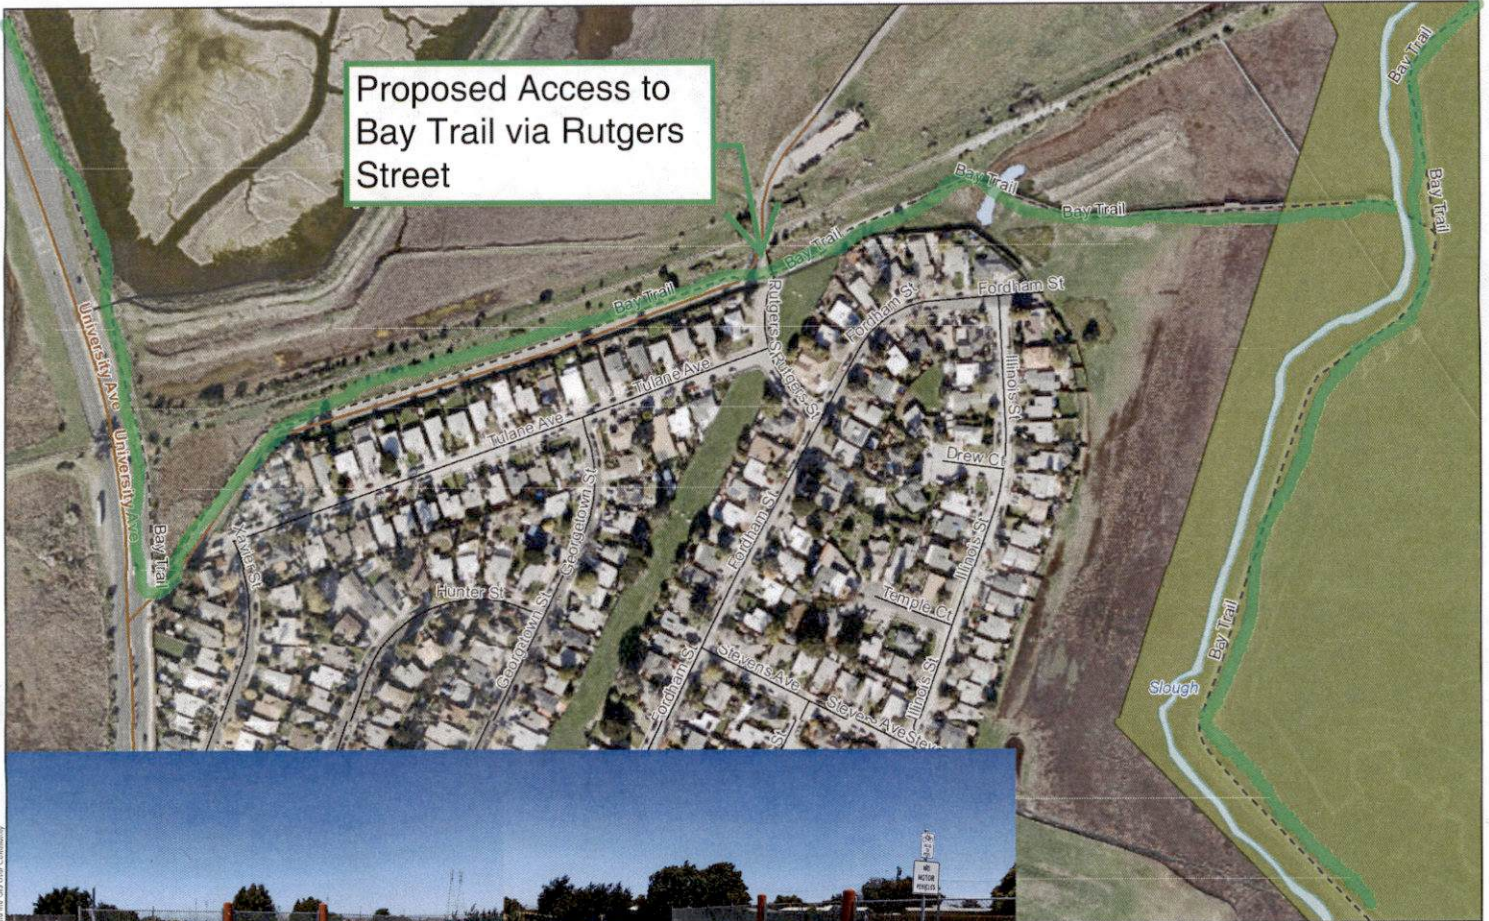 Proposed Access to
Bay Trail via Rutgers
Street
Bay Trail
Bay Trail
Bay Trail
Bay Trail
Bay Trail
Bay Trail
University Ave
University Ave
Bay Trail
Rutgers St
Rutgers St
Fordham St
Fordham St
Illinois St
Tulane Ave
Tulane Ave
Drew Ct
Xavier St
Georgetown St
Fordham St
Illinois St
Hunter St
Temple Ct
Georgetown St
Bay Trail
Stevens Ave
Fordham St
Illinois St
Slough
Stevens Ave
Stev
St
NO
MOTOR
VEHICLES